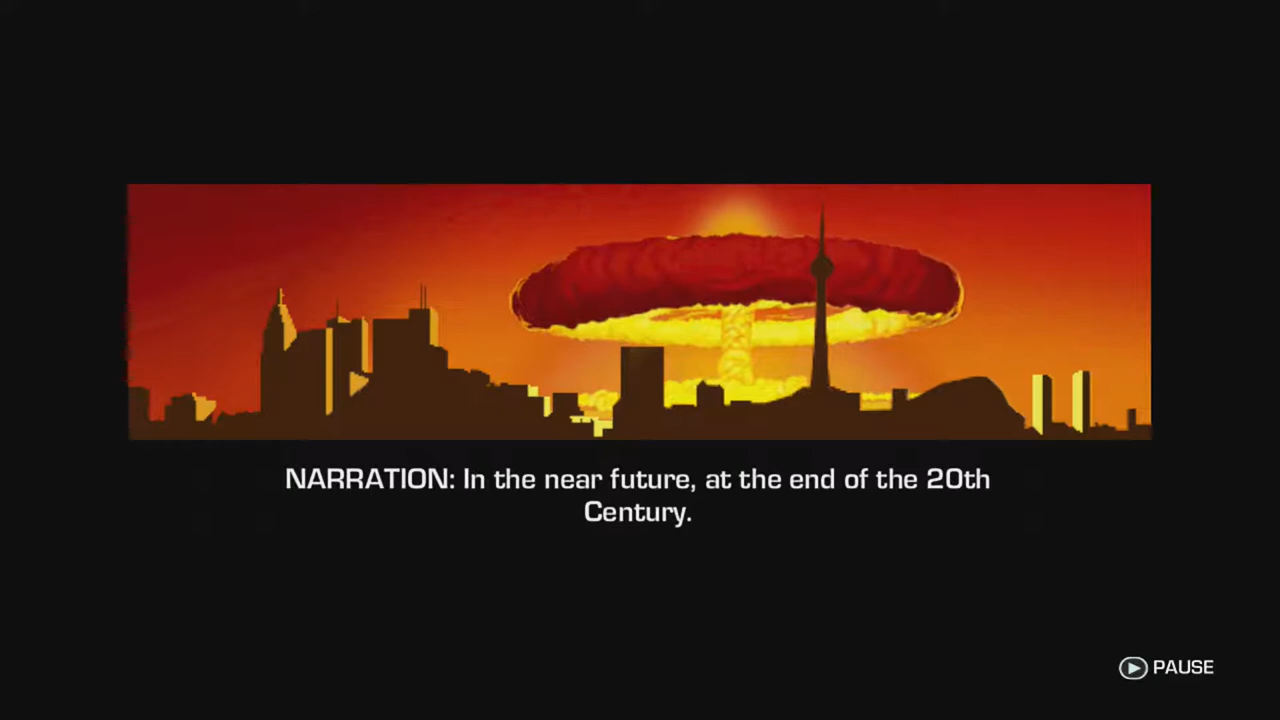 NARRATION: In the near future, at the end of the 20th
Century.
PAUSE